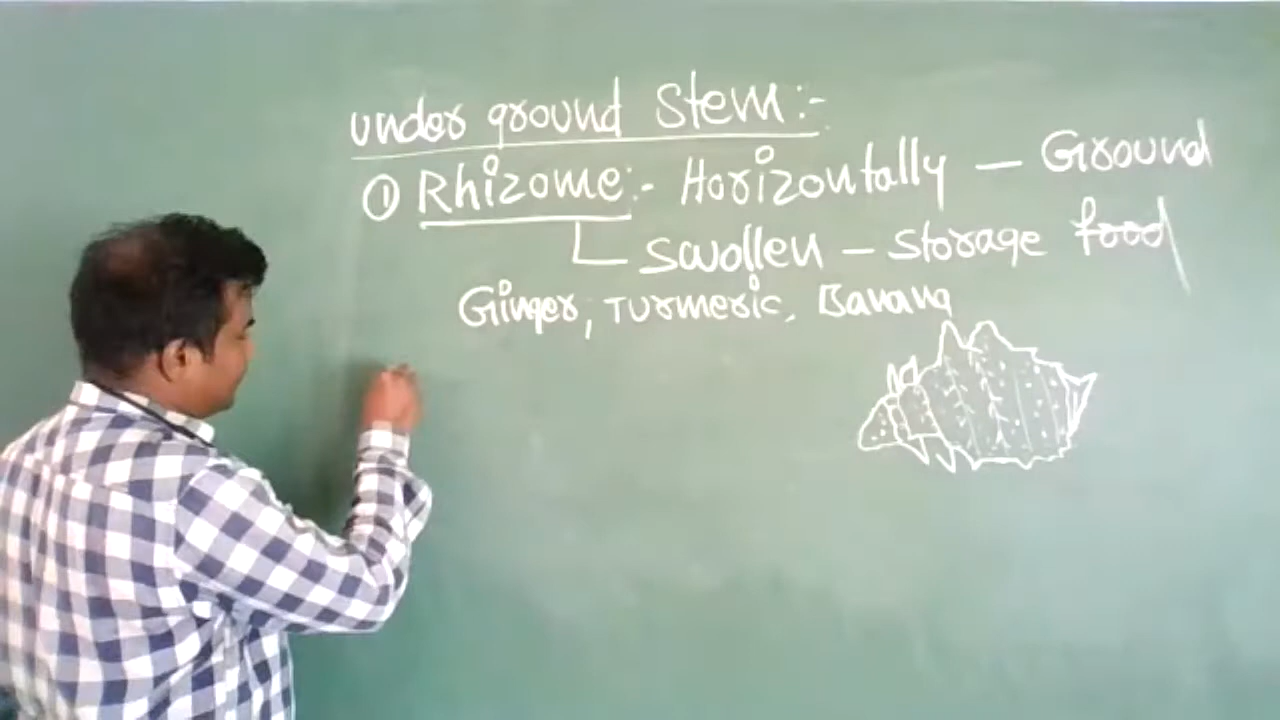 under ground Stem:-
① Rhizome:- Horizontally — Ground
swollen — storage food
Ginger, Turmeric, Banana